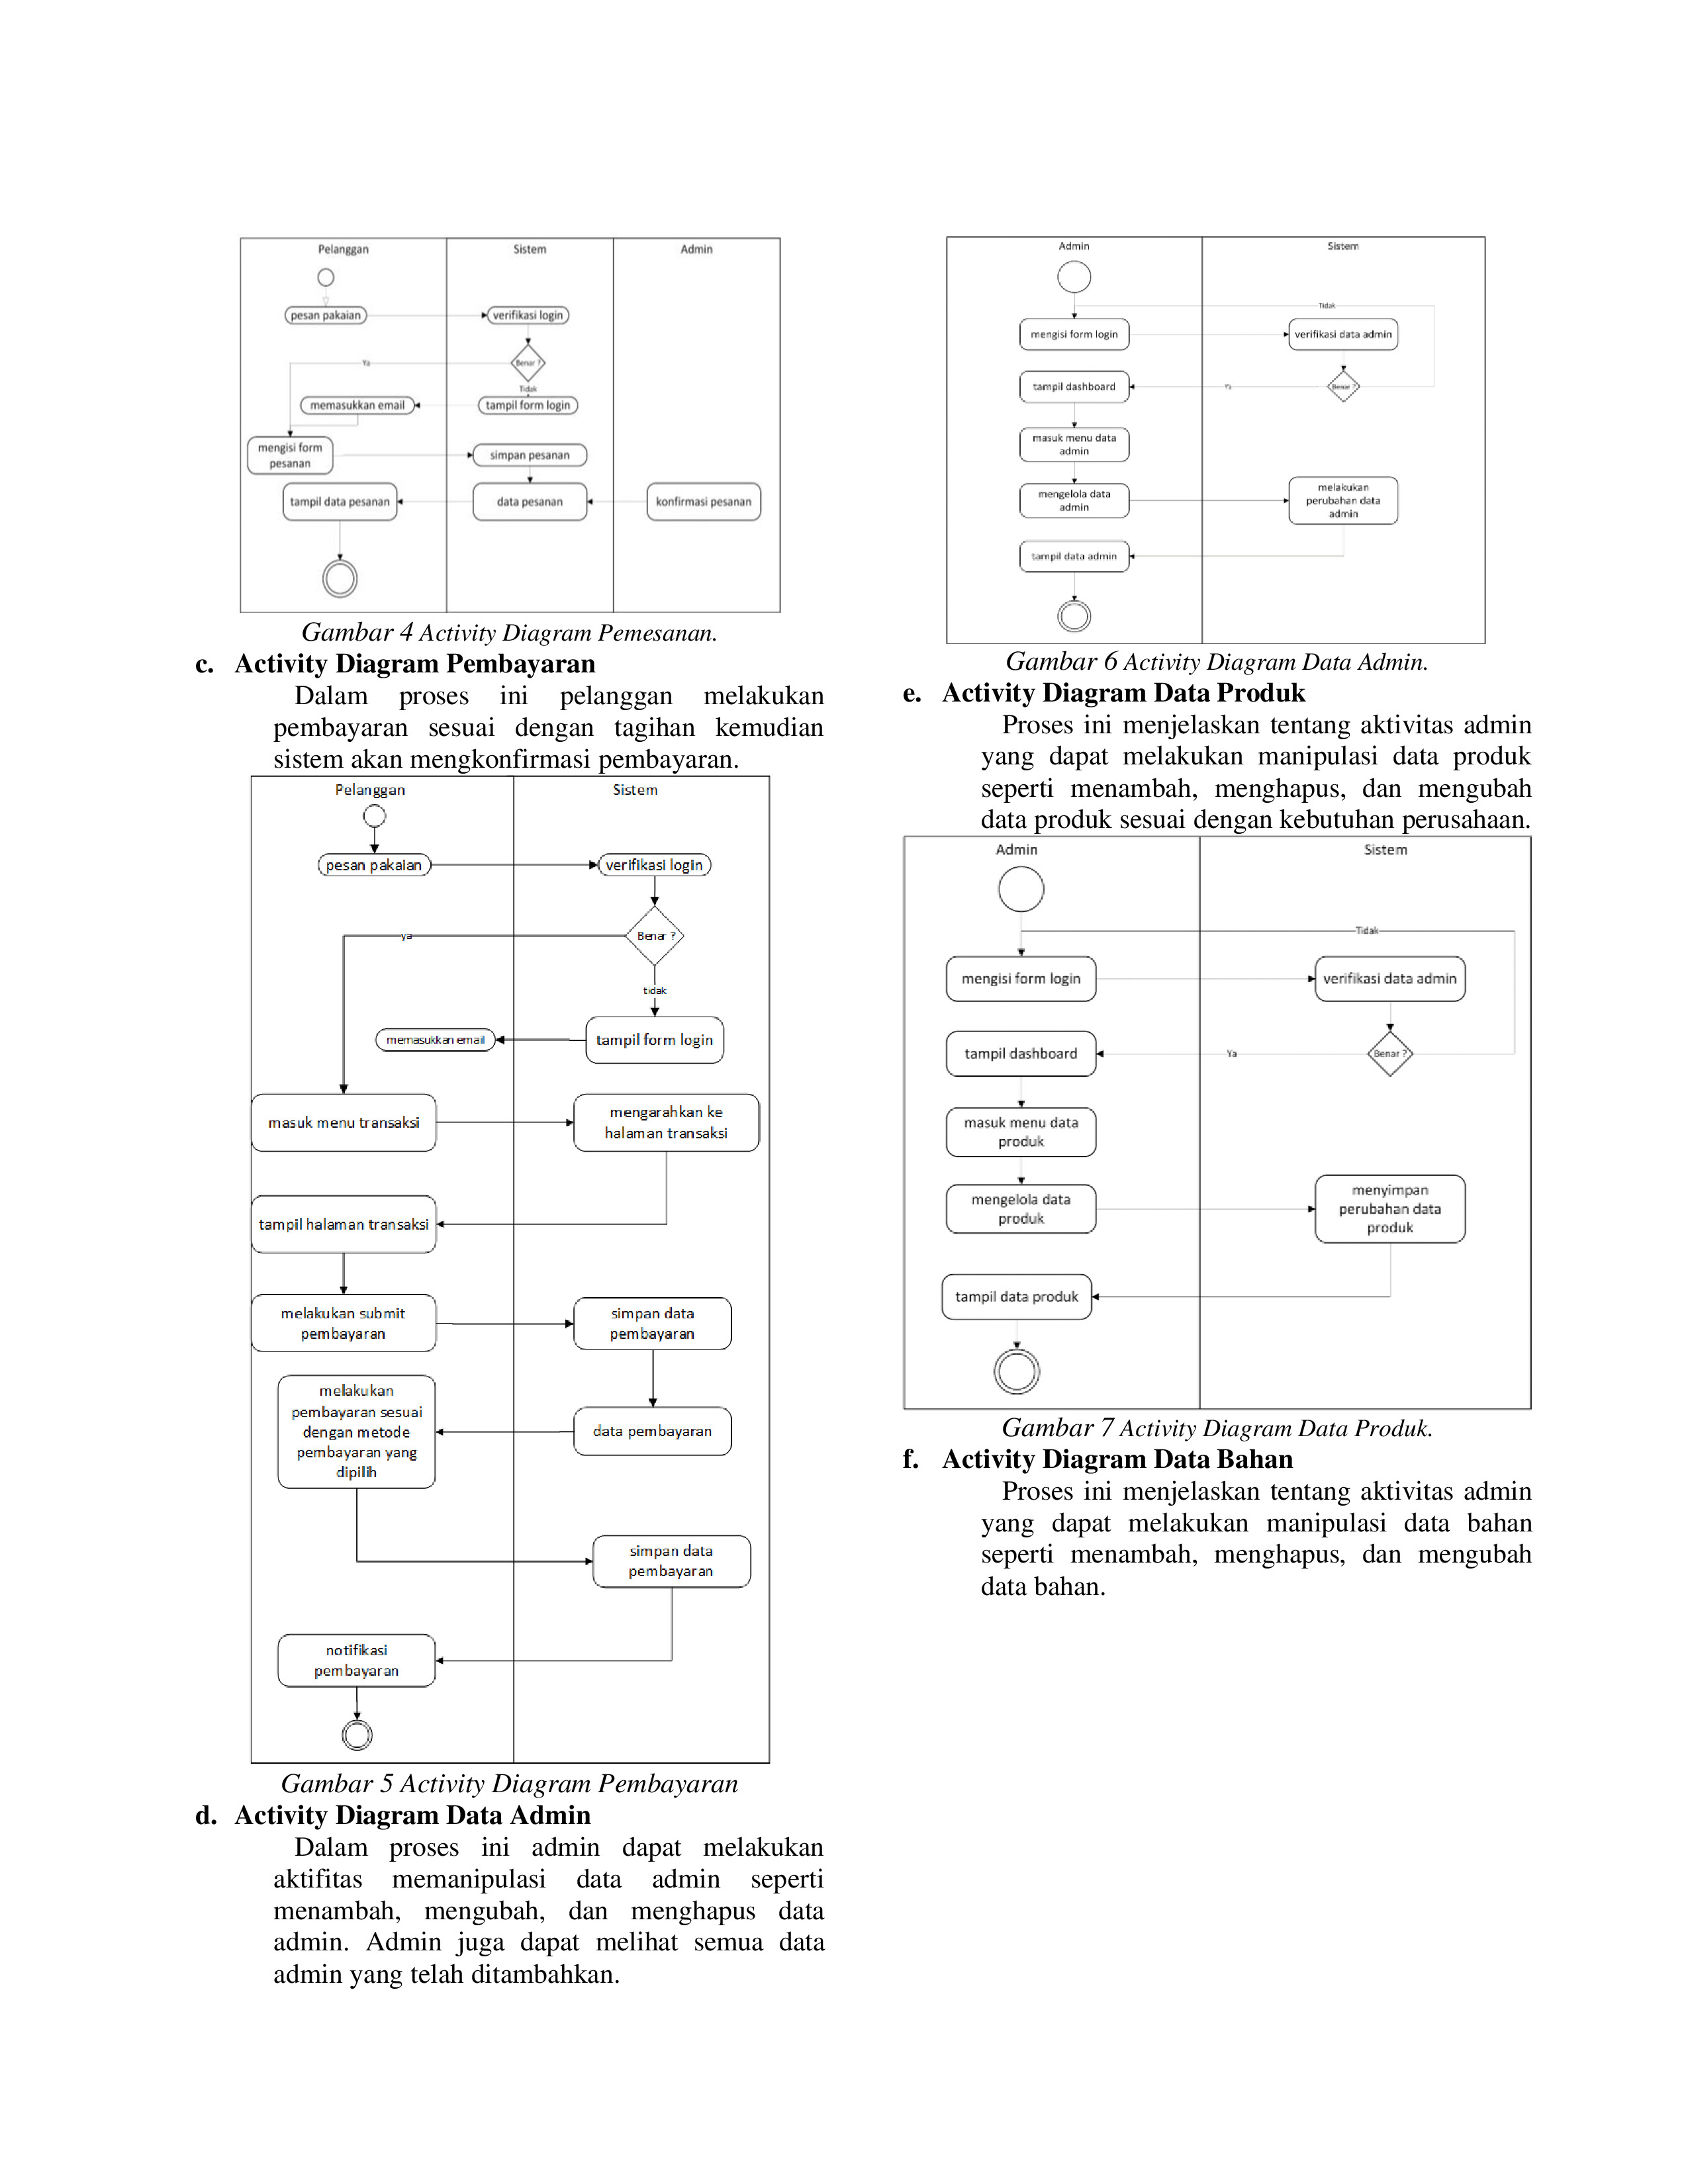 Pelanggan Sistem Admin
pesan pakaian verifikasi login
Ya Benar ?
Tidak
memasukkan email tampil form login
mengisi form
pesanan
simpan pesanan
tampil data pesanan data pesanan konfirmasi pesanan
Gambar 4 Activity Diagram Pemesanan.
c. Activity Diagram Pembayaran
Dalam proses ini pelanggan melakukan
pembayaran sesuai dengan tagihan kemudian
sistem akan mengkonfirmasi pembayaran.
Pelanggan Sistem
pesan pakaian verifikasi login
ya Benar ?
tidak
memasukkan email tampil form login
masuk menu transaksi
mengarahkan ke
halaman transaksi
tampil halaman transaksi
melakukan submit
pembayaran
simpan data
pembayaran
melakukan
pembayaran sesuai
dengan metode
pembayaran yang
dipilih
data pembayaran
simpan data
pembayaran
notifikasi
pembayaran
Gambar 5 Activity Diagram Pembayaran
d. Activity Diagram Data Admin
Dalam proses ini admin dapat melakukan
aktifitas memanipulasi data admin seperti
menambah, mengubah, dan menghapus data
admin. Admin juga dapat melihat semua data
admin yang telah ditambahkan.
Admin Sistem
Tidak
mengisi form login verifikasi data admin
tampil dashboard Ya Benar ?
masuk menu data
admin
mengelola data
admin
melakukan
perubahan data
admin
tampil data admin
Gambar 6 Activity Diagram Data Admin.
e. Activity Diagram Data Produk
Proses ini menjelaskan tentang aktivitas admin
yang dapat melakukan manipulasi data produk
seperti menambah, menghapus, dan mengubah
data produk sesuai dengan kebutuhan perusahaan.
Admin Sistem
Tidak
mengisi form login verifikasi data admin
tampil dashboard Ya Benar ?
masuk menu data
produk
mengelola data
produk
menyimpan
perubahan data
produk
tampil data produk
Gambar 7 Activity Diagram Data Produk.
f. Activity Diagram Data Bahan
Proses ini menjelaskan tentang aktivitas admin
yang dapat melakukan manipulasi data bahan
seperti menambah, menghapus, dan mengubah
data bahan.